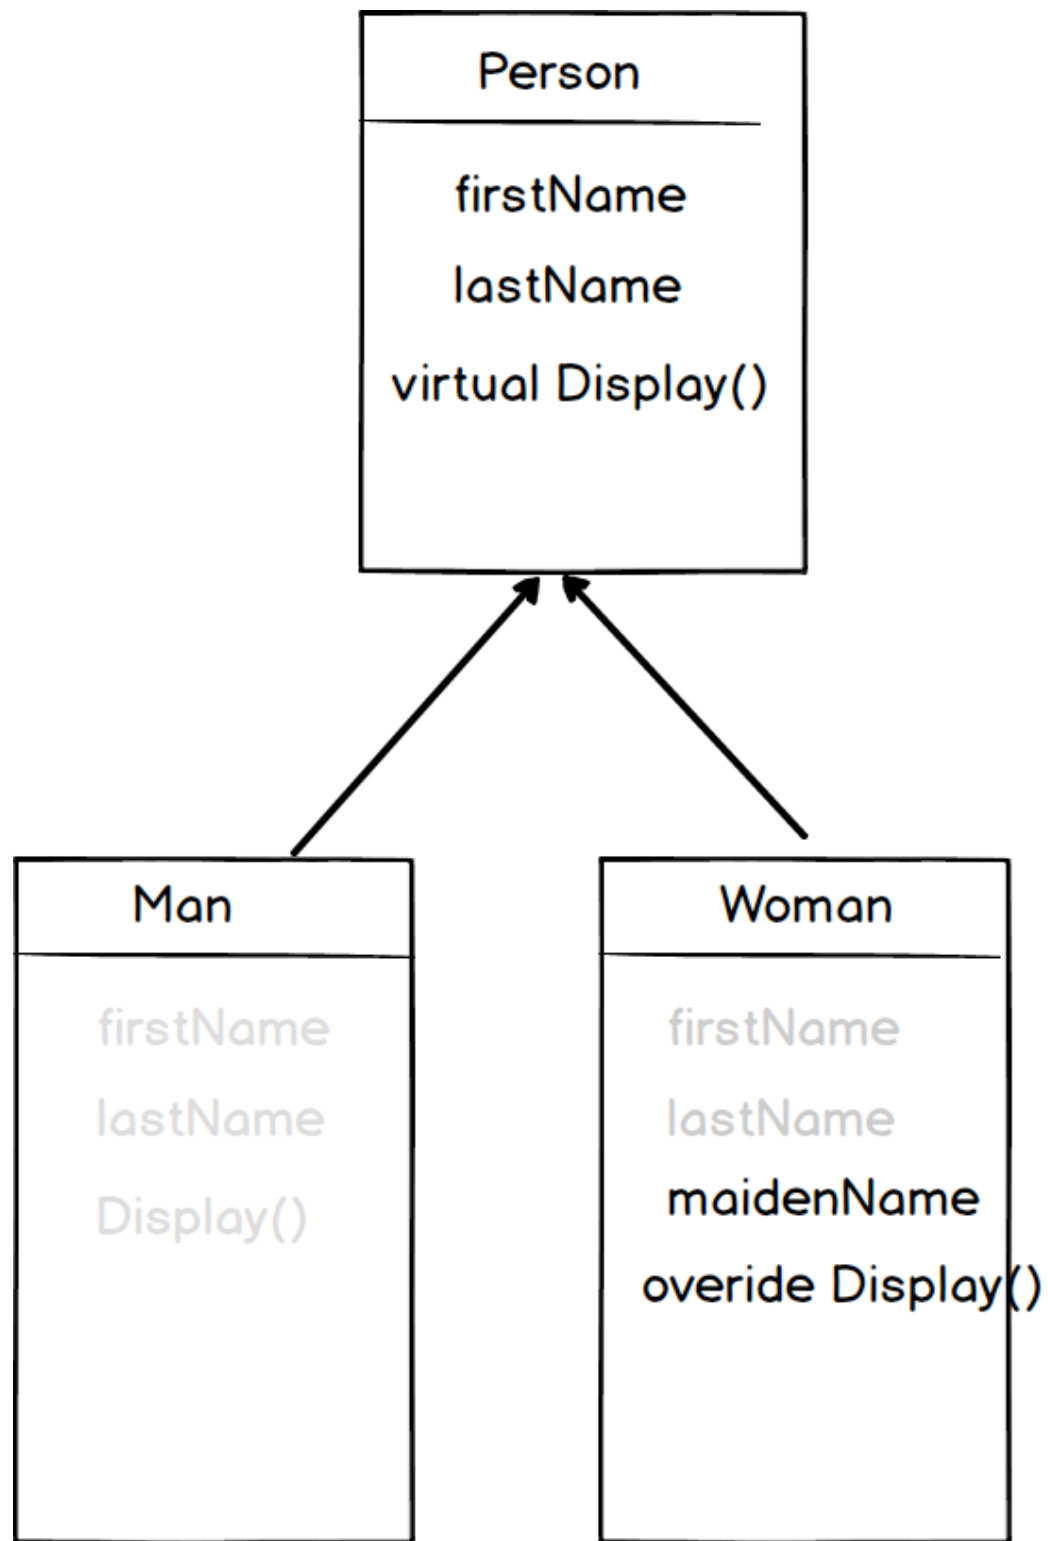 Person
firstName
lastName
virtual Display()
Man
firstName
lastName
Display()
Woman
firstName
lastName
maidenName
overide Display()